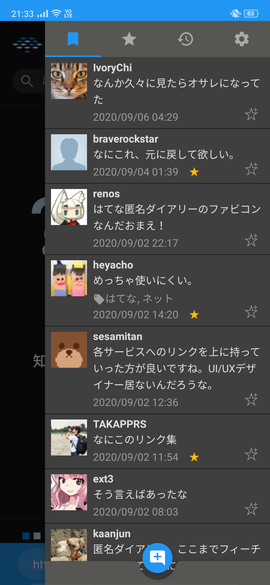 21:33
83
IvoryChi
なんか久々に見たらオサレになって
た
2020/09/06 04:29
braverockstar
なにこれ、元に戻して欲しい。
2020/09/04 01:39
renos
はてな匿名ダイアリーのファビコン
なんだおまえ！
2020/09/02 22:17
heyacho
めっちゃ使いにくい。
はてな, ネット
2020/09/02 14:20
sesamitan
各サービスへのリンクを上に持って
いった方が良いですね。UI/UXデザ
イナー居ないんだろうな。
2020/09/02 12:36
TAKAPPRS
なにこのリンク集
2020/09/02 11:54
ext3
そう言えばあったな
2020/09/02 08:03
kaanjun
匿名ダイア ここまでフィーチ
知